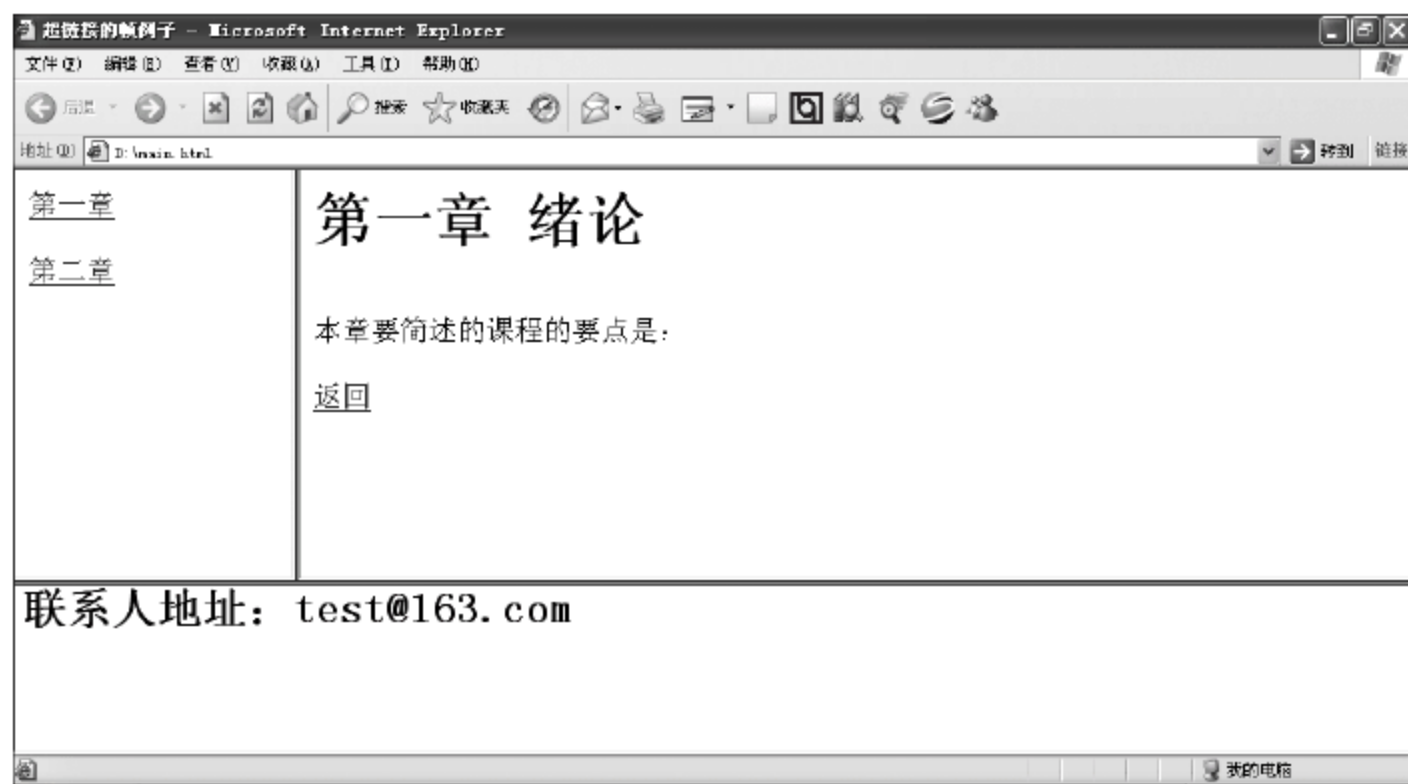 超链接的帧例子 - Microsoft Internet Explorer
文件(F) 编辑(E) 查看(V) 收藏(A) 工具(T) 帮助(H)
后退 搜索 收藏夹
地址(D) D:\main.html 转到 链接
第一章
第二章
第一章 绪论
本章要简述的课程的要点是：
返回
联系人地址：test@163.com
我的电脑